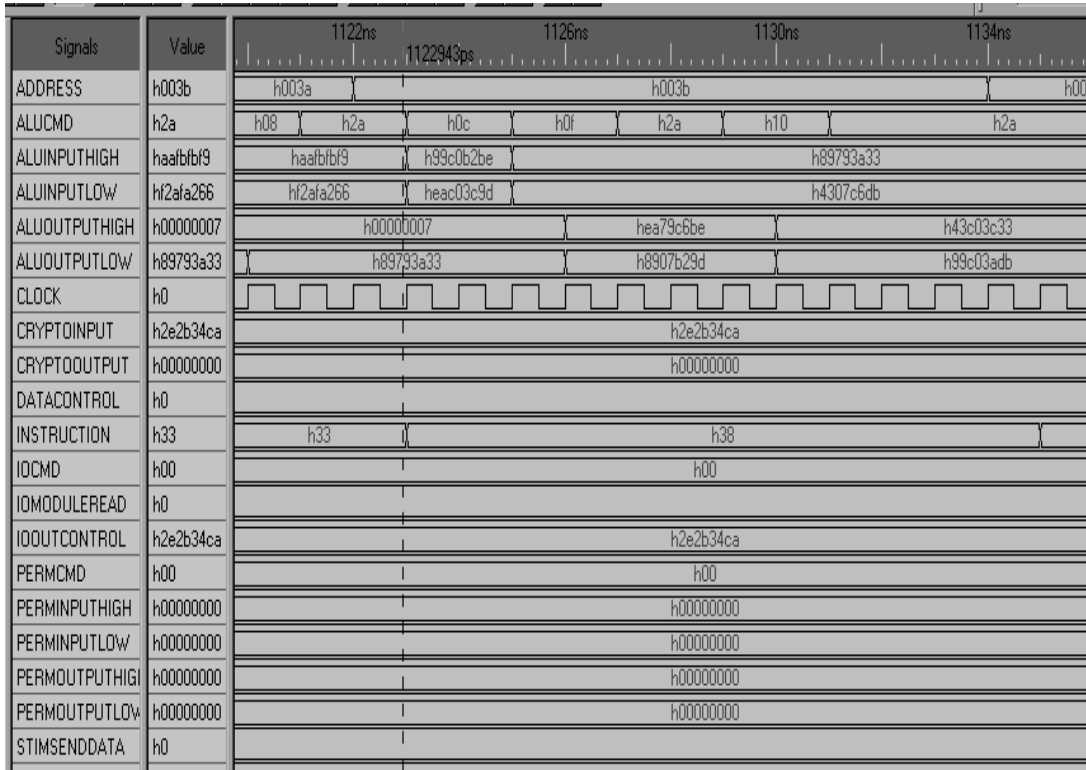 Signals Value 1122ns 1126ns 1130ns 1134ns
1122943ps
ADDRESS h003b h003a h003b h00
ALUCMD h2a h08 h2a h0c h0f h2a h10 h2a
ALUINPUTHIGH haafbfbf9 haafbfbf9 h99c0b2be h89793a33
ALUINPUTLOW hf2afa266 hf2afa266 heac03c9d h4307c6db
ALUOUTPUTHIGH h00000007 h00000007 hea79c6be h43c03c33
ALUOUTPUTLOW h89793a33 h89793a33 h8907b29d h99c03adb
CLOCK h0
CRYPTOINPUT h2e2b34ca h2e2b34ca
CRYPTOOUTPUT h00000000 h00000000
DATACONTROL h0
INSTRUCTION h33 h33 h38
IOCMD h00 h00
IOMODULEREAD h0
IOOUTCONTROL h2e2b34ca h2e2b34ca
PERMCMD h00 h00
PERMINPUTHIGH h00000000 h00000000
PERMINPUTLOW h00000000 h00000000
PERMOUTPUTHIGI h00000000 h00000000
PERMOUTPUTLOW h00000000 h00000000
STIMSENDDATA h0